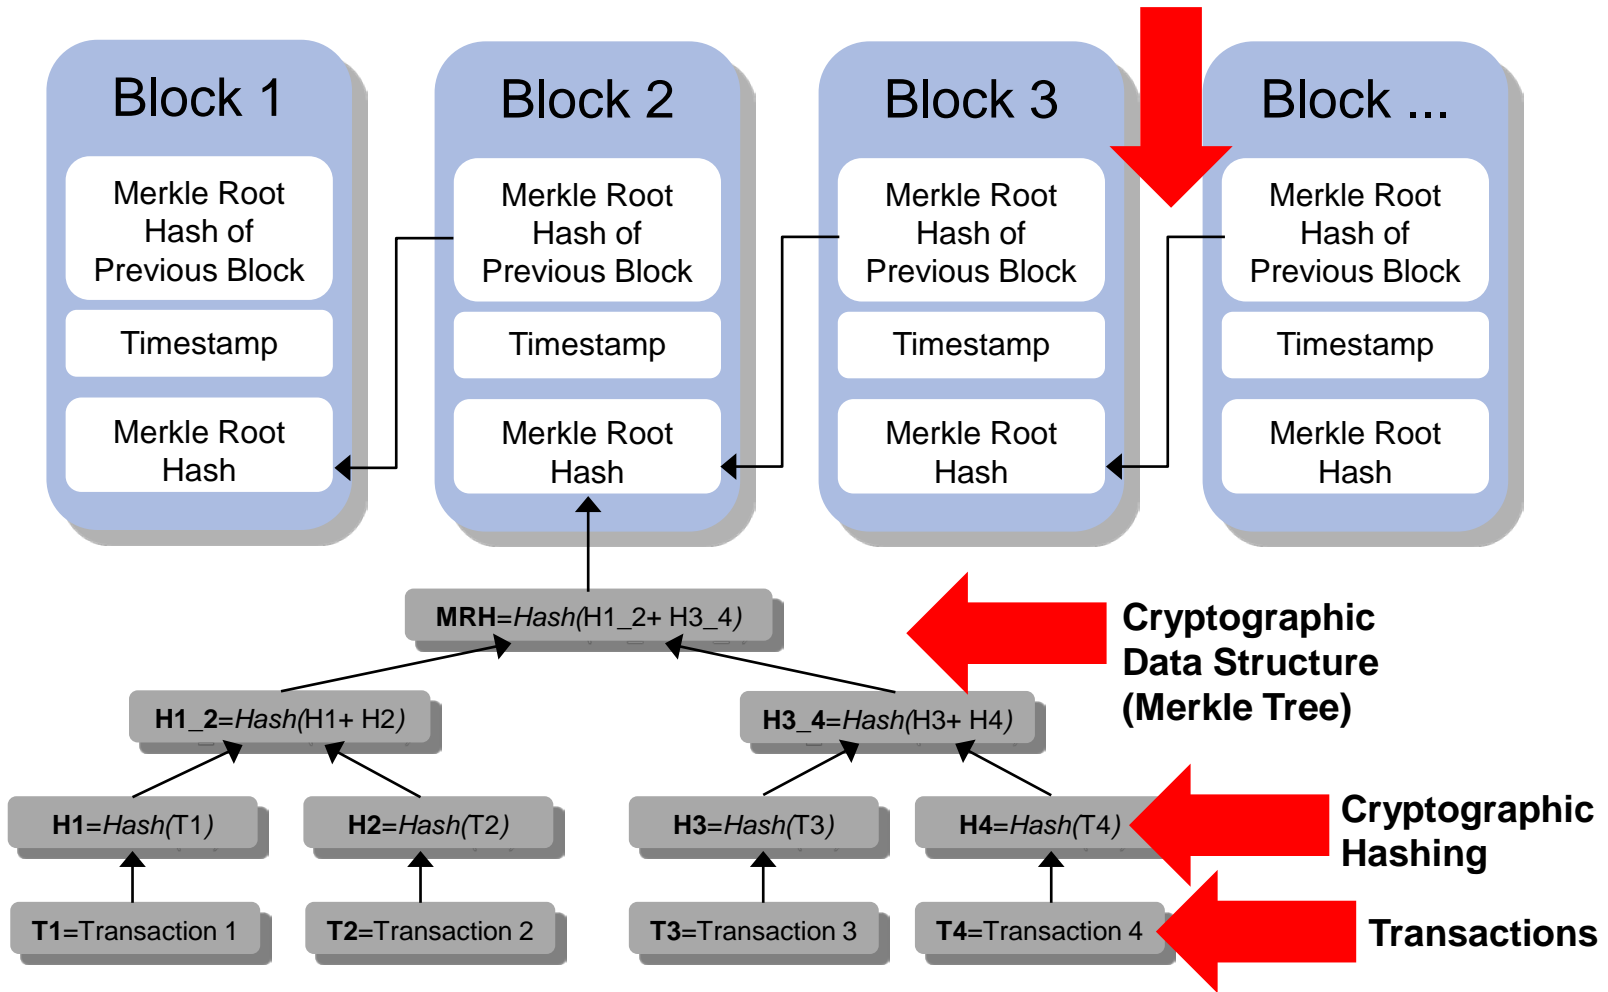 Block 1
Merkle Root
Hash of
Previous Block
Timestamp
Merkle Root
Hash
Block 2
Merkle Root
Hash of
Previous Block
Timestamp
Merkle Root
Hash
Block 3
Merkle Root
Hash of
Previous Block
Timestamp
Merkle Root
Hash
Block ...
Merkle Root
Hash of
Previous Block
Timestamp
Merkle Root
Hash
MRH=Hash(H1_2+ H3_4)
Cryptographic
Data Structure
(Merkle Tree)
H1_2=Hash(H1+ H2)
H3_4=Hash(H3+ H4)
H1=Hash(T1)
H2=Hash(T2)
H3=Hash(T3)
H4=Hash(T4)
Cryptographic
Hashing
T1=Transaction 1
T2=Transaction 2
T3=Transaction 3
T4=Transaction 4
Transactions